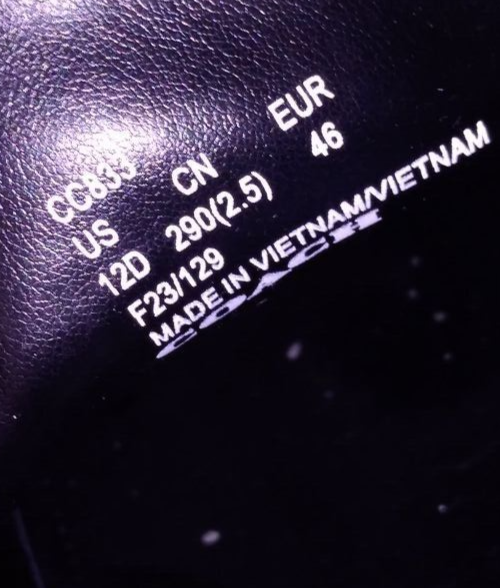 CC833
US CN EUR
12D 290(2.5) 46
F23/129
MADE IN VIETNAM/VIETNAM
COACH